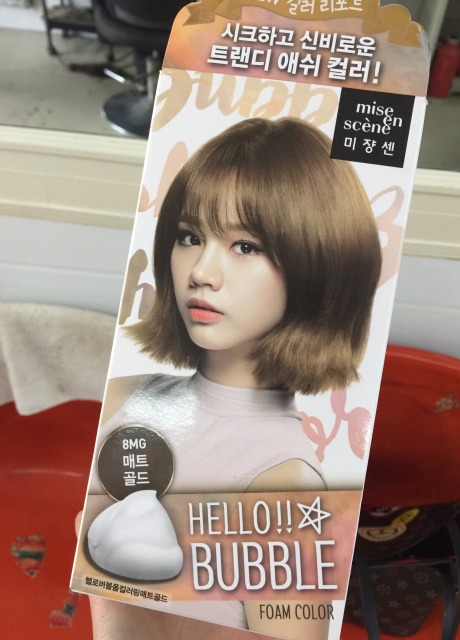 컬러 리포트
시크하고 신비로운
트랜디 애쉬 컬러!
mise
en
scène
미쟝센
8MG
매트
골드
HELLO!!
BUBBLE
헬로버블폼컬러링매트골드
FOAM COLOR